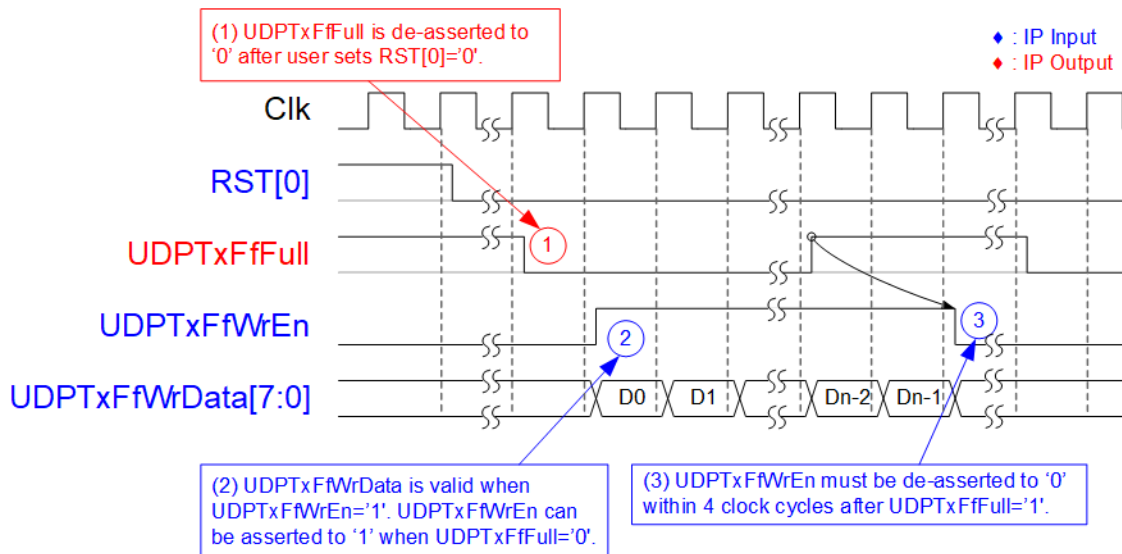 (1) UDPTxFfFull is de-asserted to
‘0’ after user sets RST[0]=’0’.
♦ : IP Input
♦ : IP Output
Clk
RST[0]
UDPTxFfFull
1
UDPTxFfWrEn
2
3
UDPTxFfWrData[7:0]
D0
D1
Dn-2
Dn-1
(2) UDPTxFfWrData is valid when
UDPTxFfWrEn=’1’. UDPTxFfWrEn can
be asserted to ‘1’ when UDPTxFfFull=’0’.
(3) UDPTxFfWrEn must be de-asserted to ‘0’
within 4 clock cycles after UDPTxFfFull=’1’.